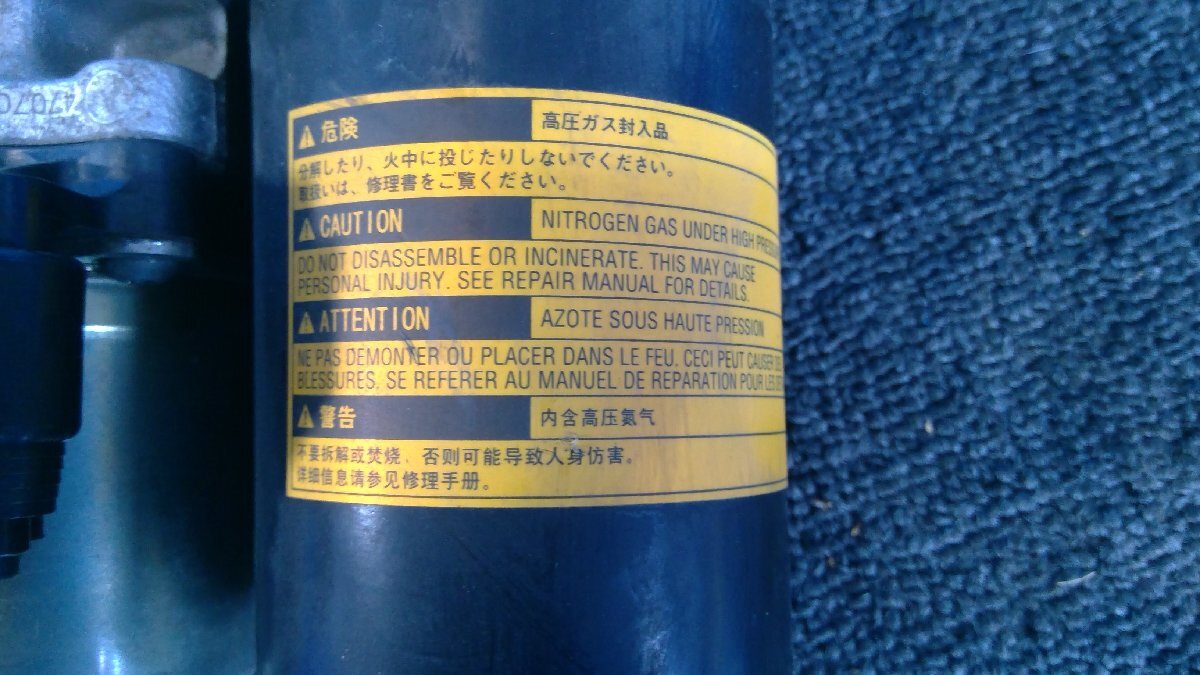 危険
高圧ガス封入品
分解したり、火中に投じたりしないでください。
取扱いは、修理書をご覧ください。
CAUTION
NITROGEN GAS UNDER HIGH
DO NOT DISASSEMBLE OR INCINERATE. THIS MAY CAUSE
PERSONAL INJURY. SEE REPAIR MANUAL FOR DETAILS.
ATTENTION
AZOTE SOUS HAUTE PRESSION
NE PAS DEMONTER OU PLACER DANS LE FEU. CECI PEUT CAUSER
BLESSURES. SE REFERER AU MANUEL DE REPARATION POUR
警告
内含高压氮气
不要拆解或焚烧，否则可能导致人身伤害。
详细信息请参见修理手册。